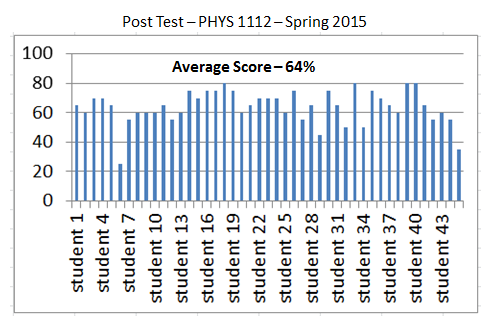 Post Test – PHYS 1112 – Spring 2015
Average Score – 64%
100
80
60
40
20
0
student 1
student 4
student 7
student 10
student 13
student 16
student 19
student 22
student 25
student 28
student 31
student 34
student 37
student 40
student 43